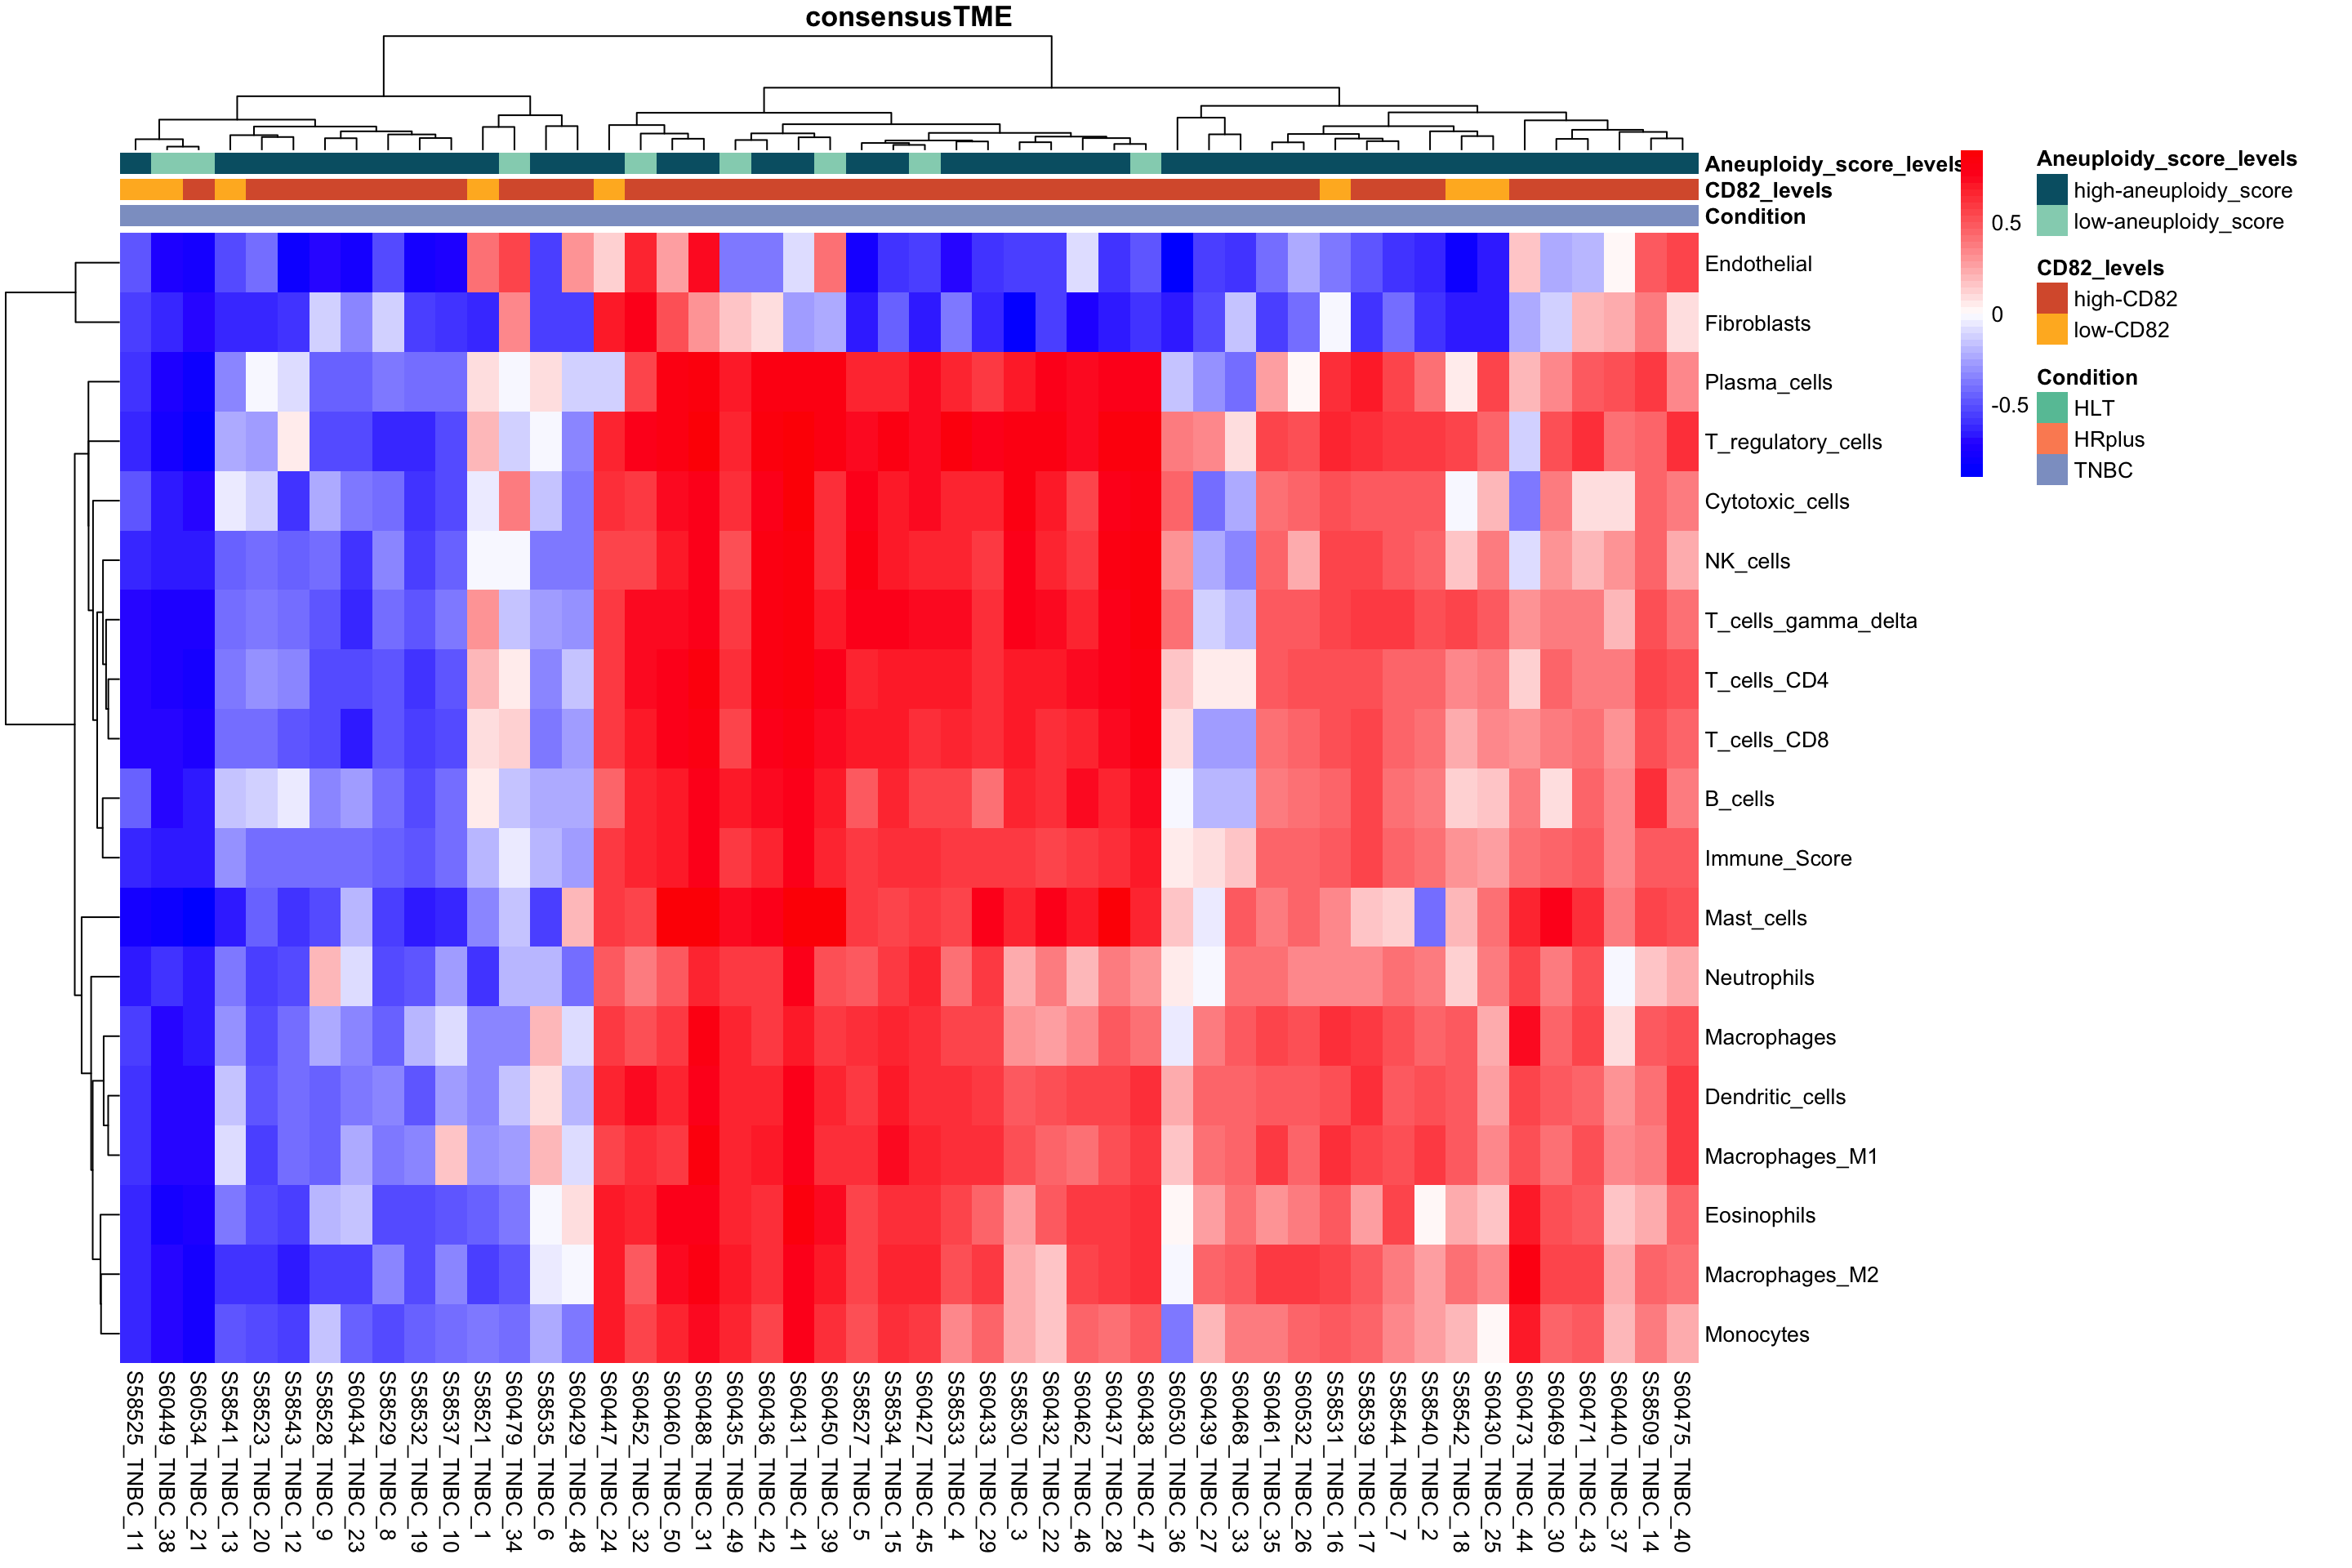 consensusTME
Aneuploidy_score_levels
CD82_levels
Condition
Endothelial
Fibroblasts
Plasma_cells
T_regulatory_cells
Cytotoxic_cells
NK_cells
T_cells_gamma_delta
T_cells_CD4
T_cells_CD8
B_cells
Immune_Score
Mast_cells
Neutrophils
Macrophages
Dendritic_cells
Macrophages_M1
Eosinophils
Macrophages_M2
Monocytes
0.5
0
-0.5
Aneuploidy_score_levels
high-aneuploidy_score
low-aneuploidy_score
CD82_levels
high-CD82
low-CD82
Condition
HLT
HRplus
TNBC
S58525_TNBC_11
S60449_TNBC_38
S60534_TNBC_21
S58541_TNBC_13
S58523_TNBC_20
S58543_TNBC_12
S58528_TNBC_9
S60434_TNBC_23
S58529_TNBC_8
S58532_TNBC_19
S58537_TNBC_10
S58521_TNBC_1
S60479_TNBC_34
S58535_TNBC_6
S60429_TNBC_48
S60447_TNBC_24
S60452_TNBC_32
S60460_TNBC_50
S60488_TNBC_31
S60435_TNBC_49
S60436_TNBC_42
S60431_TNBC_41
S60450_TNBC_39
S58527_TNBC_5
S58534_TNBC_15
S60427_TNBC_45
S58533_TNBC_4
S60433_TNBC_29
S58530_TNBC_3
S60432_TNBC_22
S60462_TNBC_46
S60437_TNBC_28
S60438_TNBC_47
S60530_TNBC_36
S60439_TNBC_27
S60468_TNBC_33
S60461_TNBC_35
S60532_TNBC_26
S58531_TNBC_16
S58539_TNBC_17
S58544_TNBC_7
S58540_TNBC_2
S58542_TNBC_18
S60430_TNBC_25
S60473_TNBC_44
S60469_TNBC_30
S60471_TNBC_43
S60440_TNBC_37
S58509_TNBC_14
S60475_TNBC_40